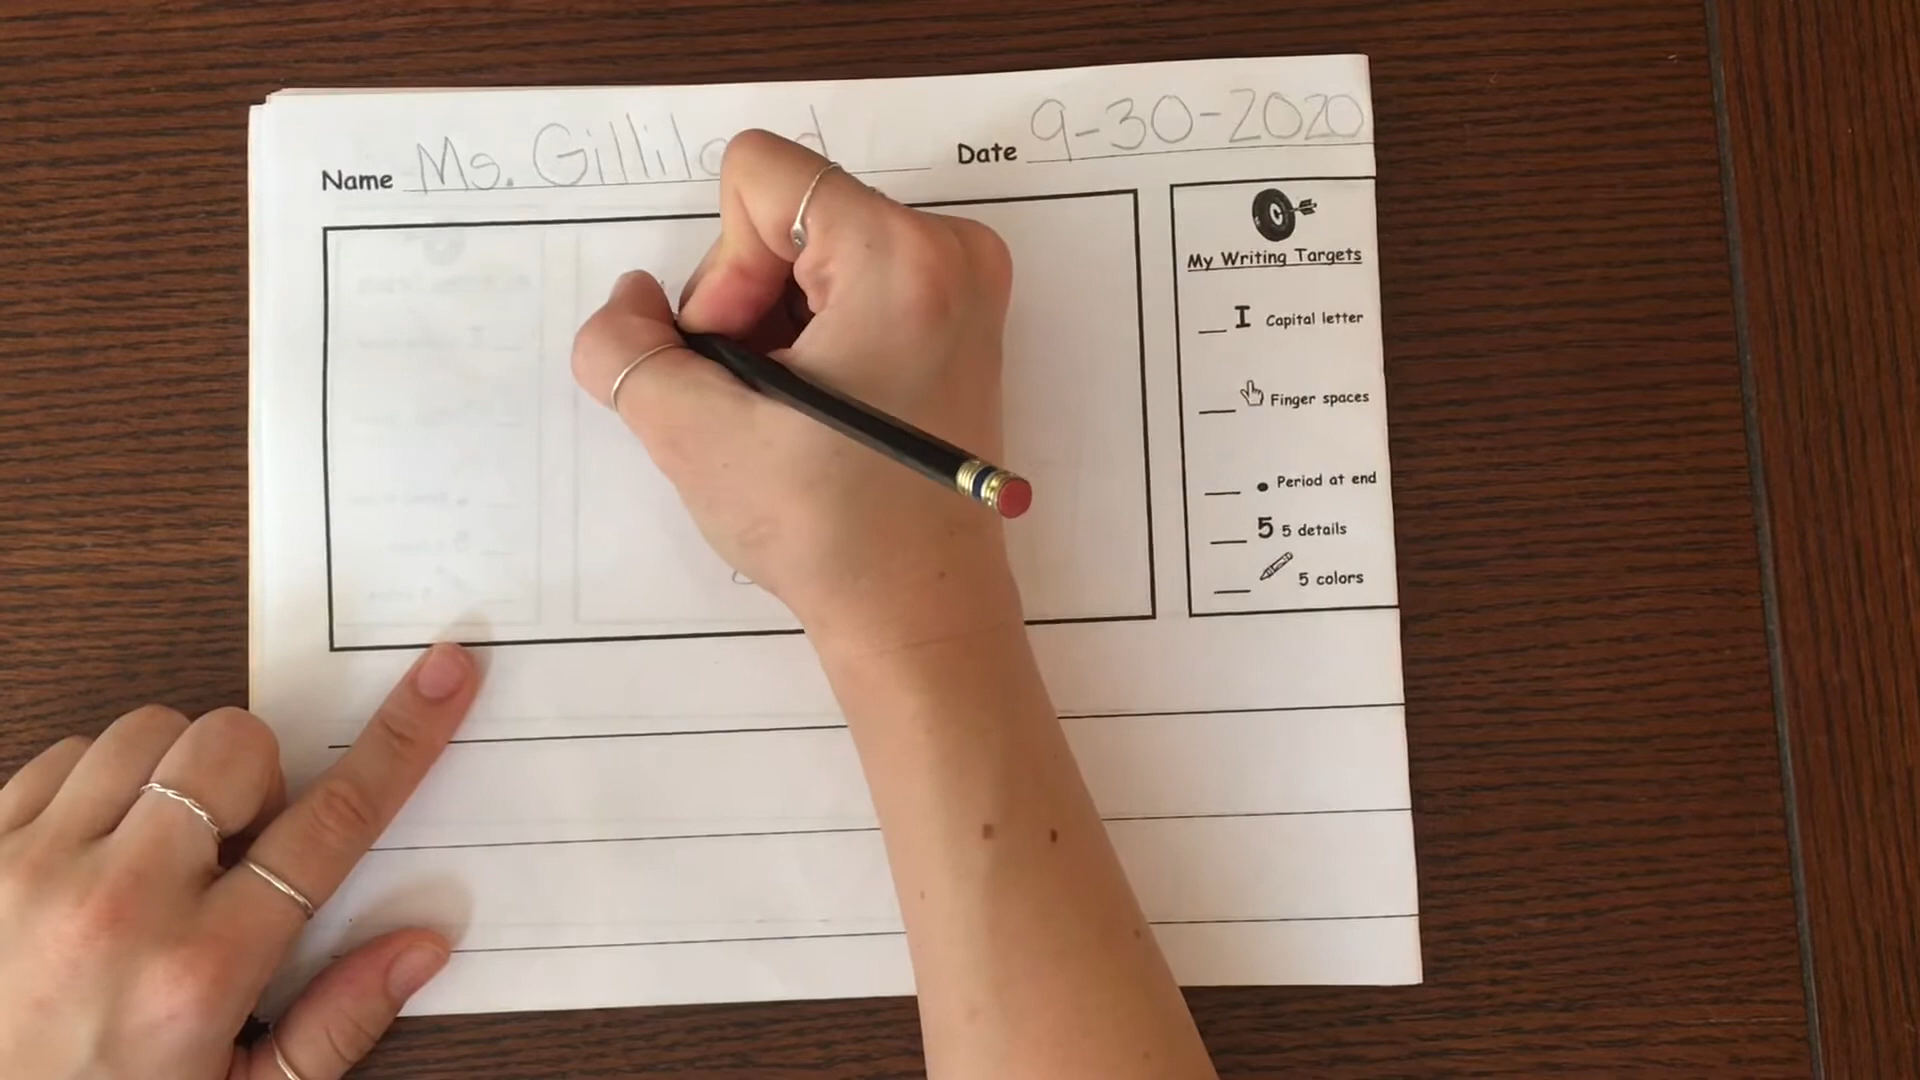 Name Ms. Date 9-30-2020
My Writing Targets
I Capital letter
Finger spaces
. Period at end
5 5 details
5 colors